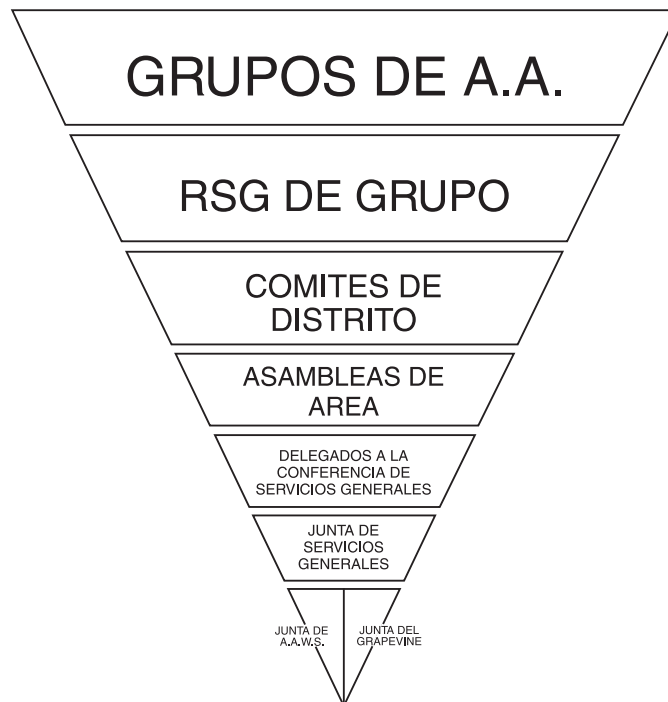 GRUPOS DE A.A.
RSG DE GRUPO
COMITES DE
DISTRITO
ASAMBLEAS DE
AREA
DELEGADOS A LA
CONFERENCIA DE
SERVICIOS GENERALES
JUNTA DE
SERVICIOS
GENERALES
JUNTA DE
A.A.W.S.
JUNTA DEL
GRAPEVINE